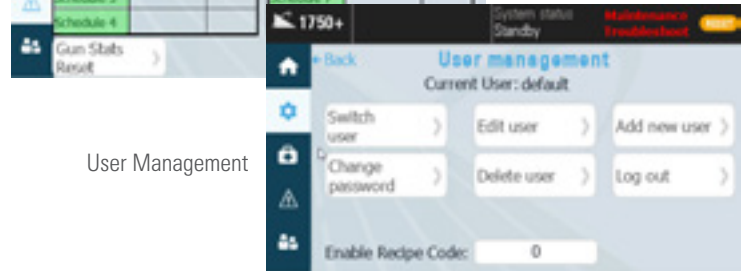 Schedule 4
Gun Stats
Reset
1750+
System status
Standby
Maintenance
Troubleshoot
RESET
Back
User management
Current User: default
Switch
user
Edit user
Add new user
Change
password
Delete user
Log out
Enable Recipe Code:
0
User Management